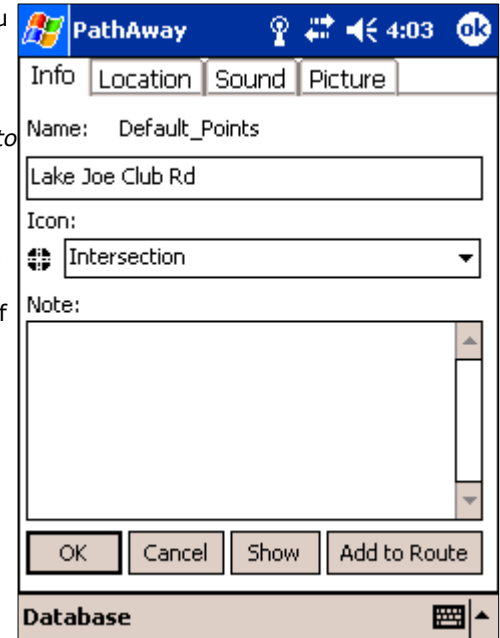 u
PathAway 4:03 ok
Info Location Sound Picture
to
Name: Default_Points
Lake Joe Club Rd
Icon:
Intersection
f
Note:
OK Cancel Show Add to Route
Database